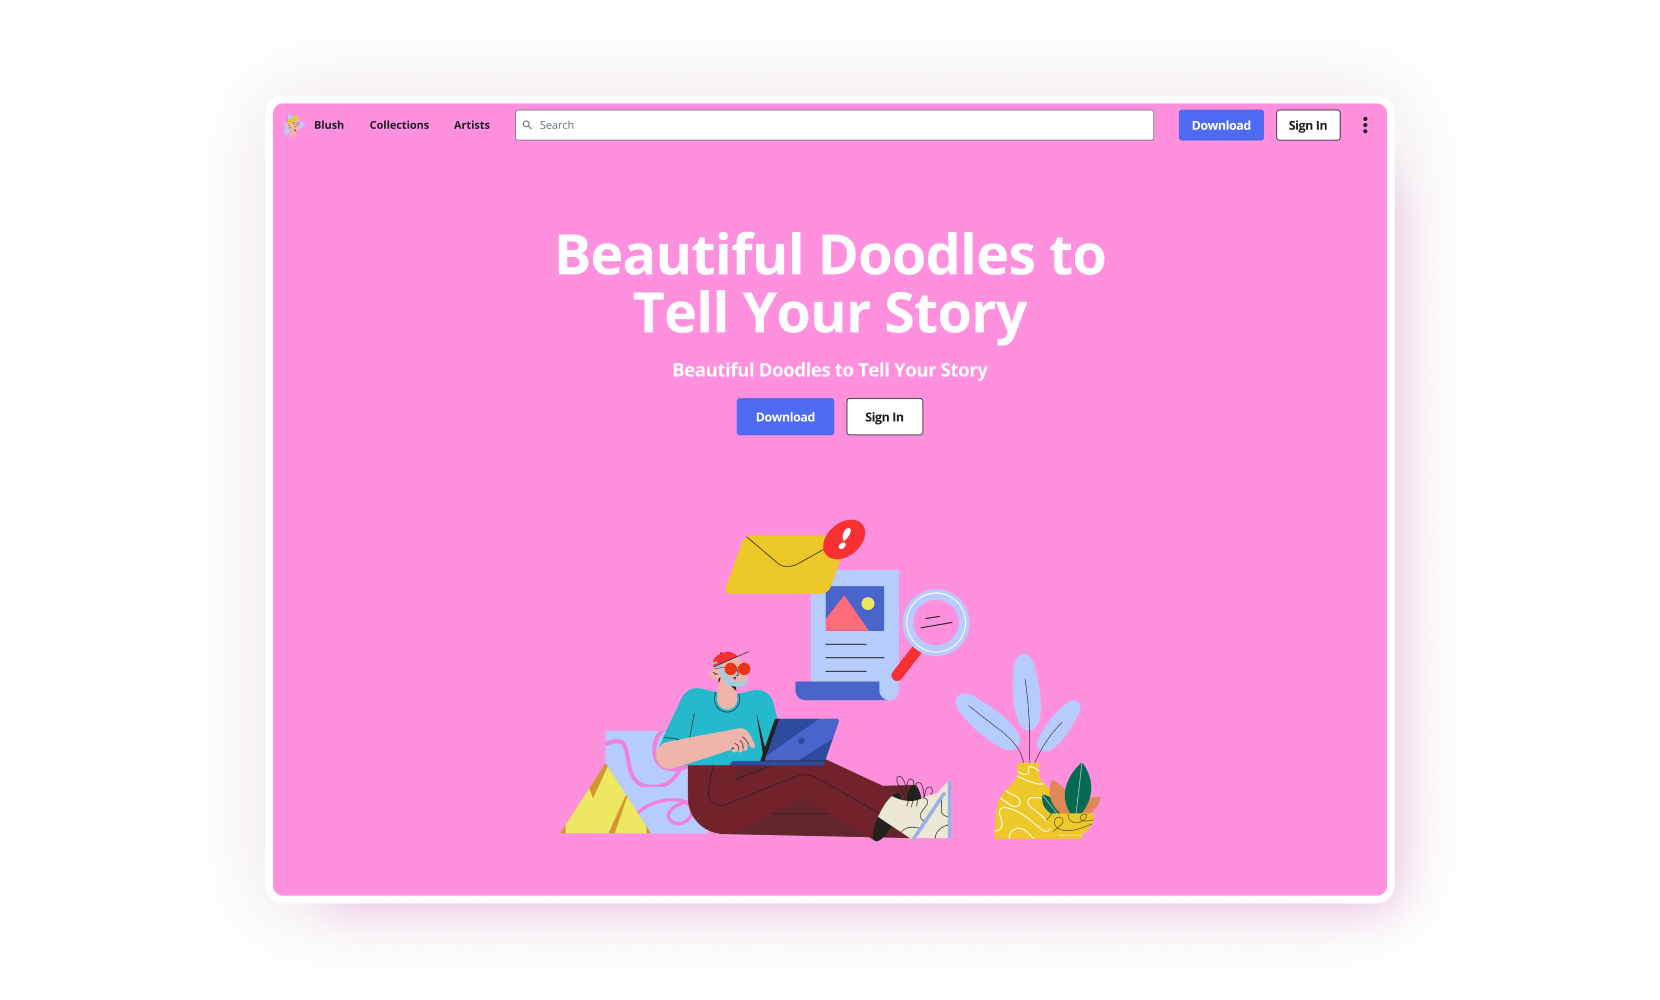 Blush Collections Artists Search Download Sign In
Beautiful Doodles to
Tell Your Story
Beautiful Doodles to Tell Your Story
Download Sign In
!